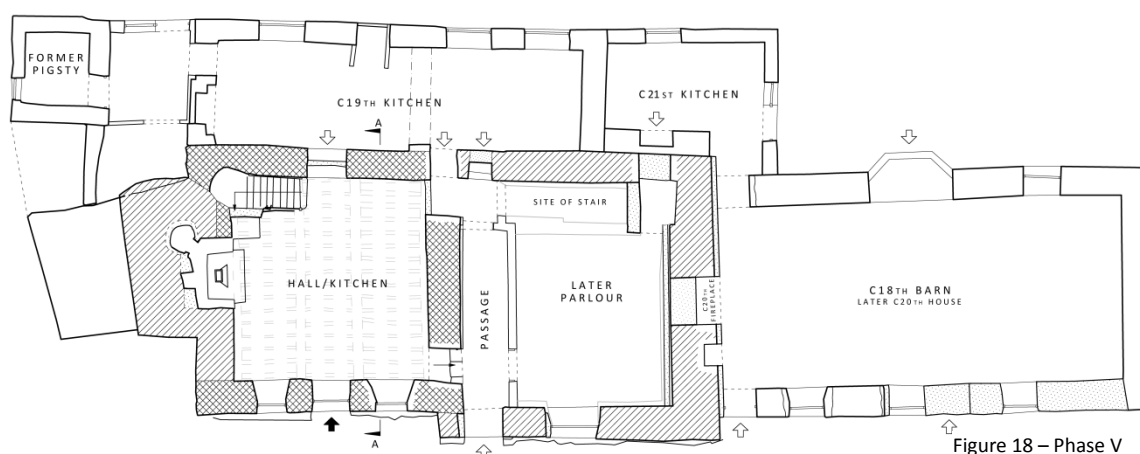 FORMER
PIGSTY
C19TH KITCHEN
C21ST KITCHEN
A
SITE OF STAIR
HALL/KITCHEN
PASSAGE
LATER
PARLOUR
C20TH
FIREPLACE
C18TH BARN
LATER C20TH HOUSE
A
Figure 18 – Phase V